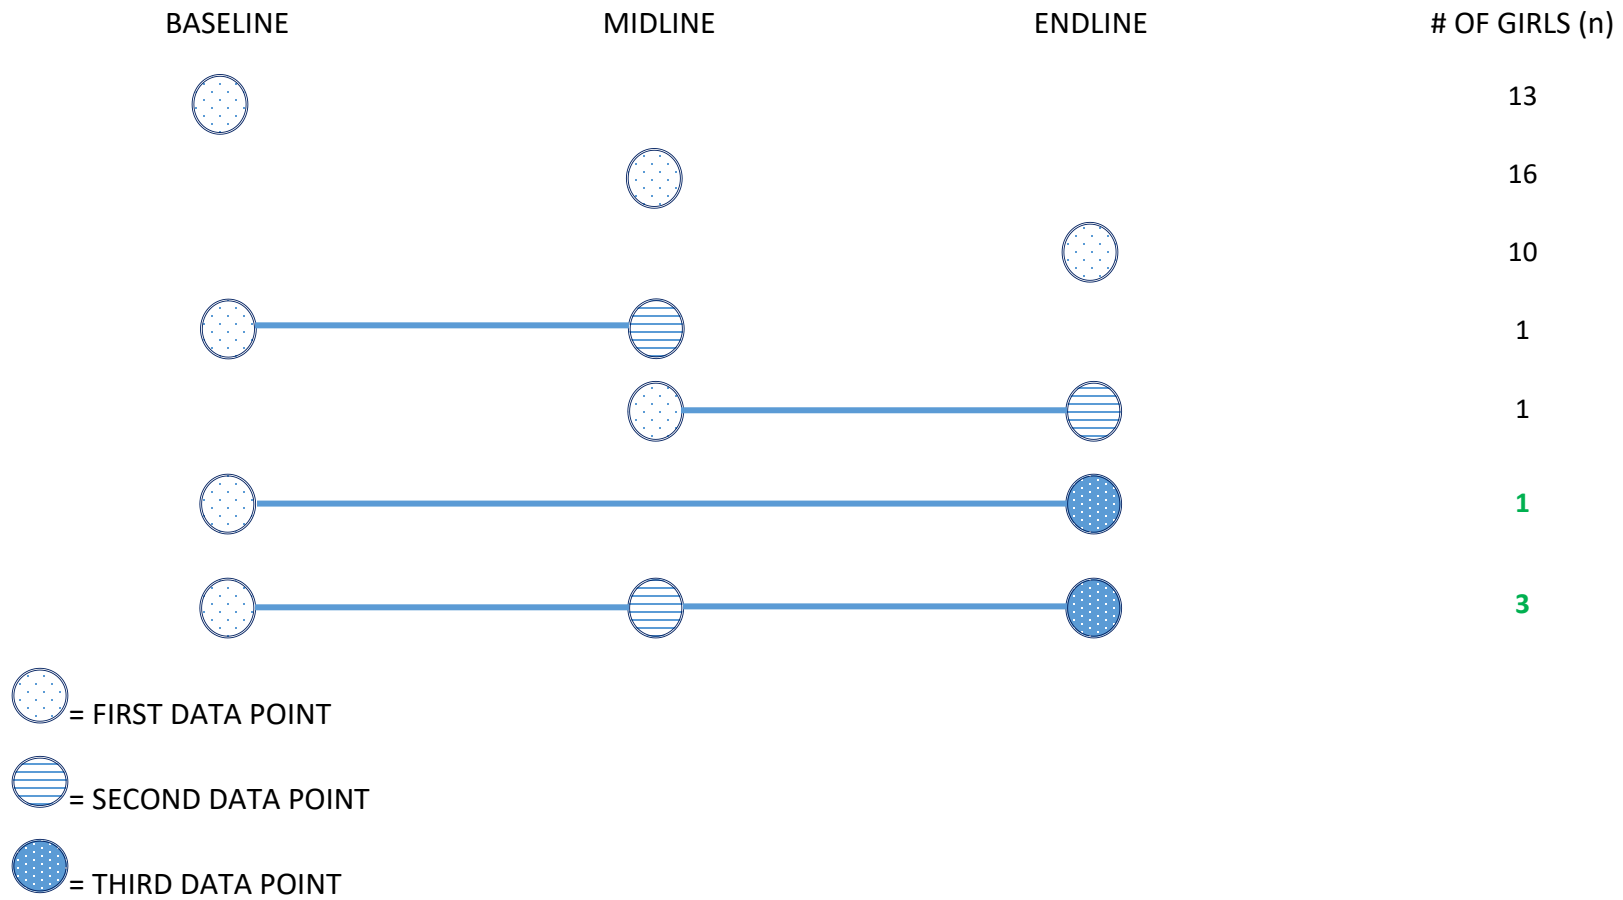 BASELINE MIDLINE ENDLINE # OF GIRLS (n)
13
16
10
1
1
1
3
= FIRST DATA POINT
= SECOND DATA POINT
= THIRD DATA POINT